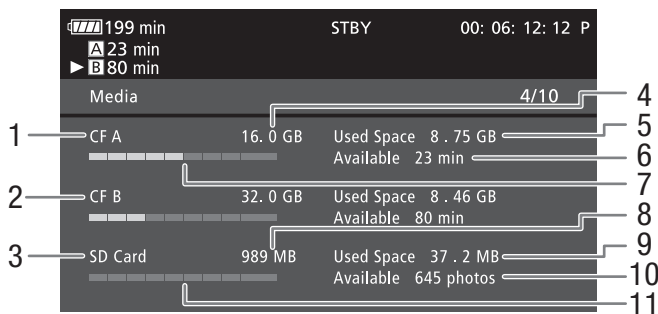 199 min STBY 00: 06: 12: 12 P
A 23 min
B 80 min
Media 4/10
4
1 CF A 16. 0 GB Used Space 8 . 75 GB 5
Available 23 min 6
7
2 CF B 32. 0 GB Used Space 8 . 46 GB
Available 80 min
8
3 SD Card 989 MB Used Space 37 . 2 MB 9
Available 645 photos 10
11